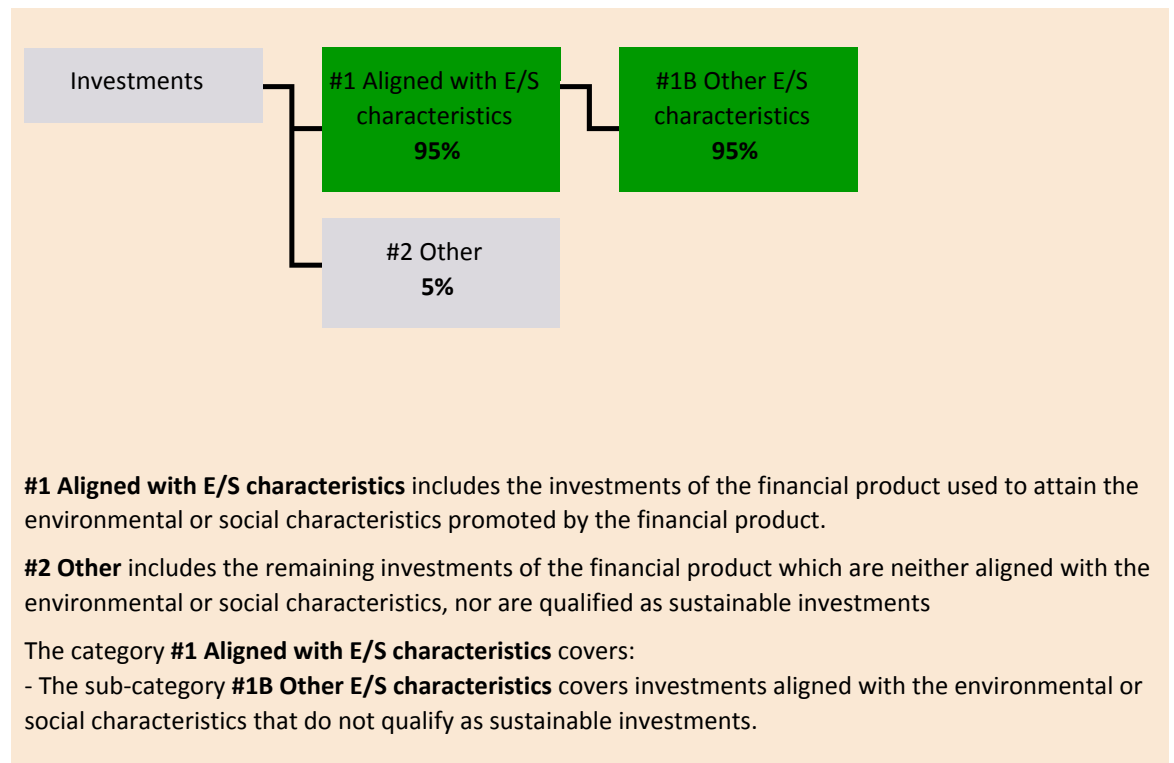 Investments
#1 Aligned with E/S
characteristics
95%
#1B Other E/S
characteristics
95%
#2 Other
5%
#1 Aligned with E/S characteristics includes the investments of the financial product used to attain the
environmental or social characteristics promoted by the financial product.
#2 Other includes the remaining investments of the financial product which are neither aligned with the
environmental or social characteristics, nor are qualified as sustainable investments
The category #1 Aligned with E/S characteristics covers:
- The sub-category #1B Other E/S characteristics covers investments aligned with the environmental or
social characteristics that do not qualify as sustainable investments.